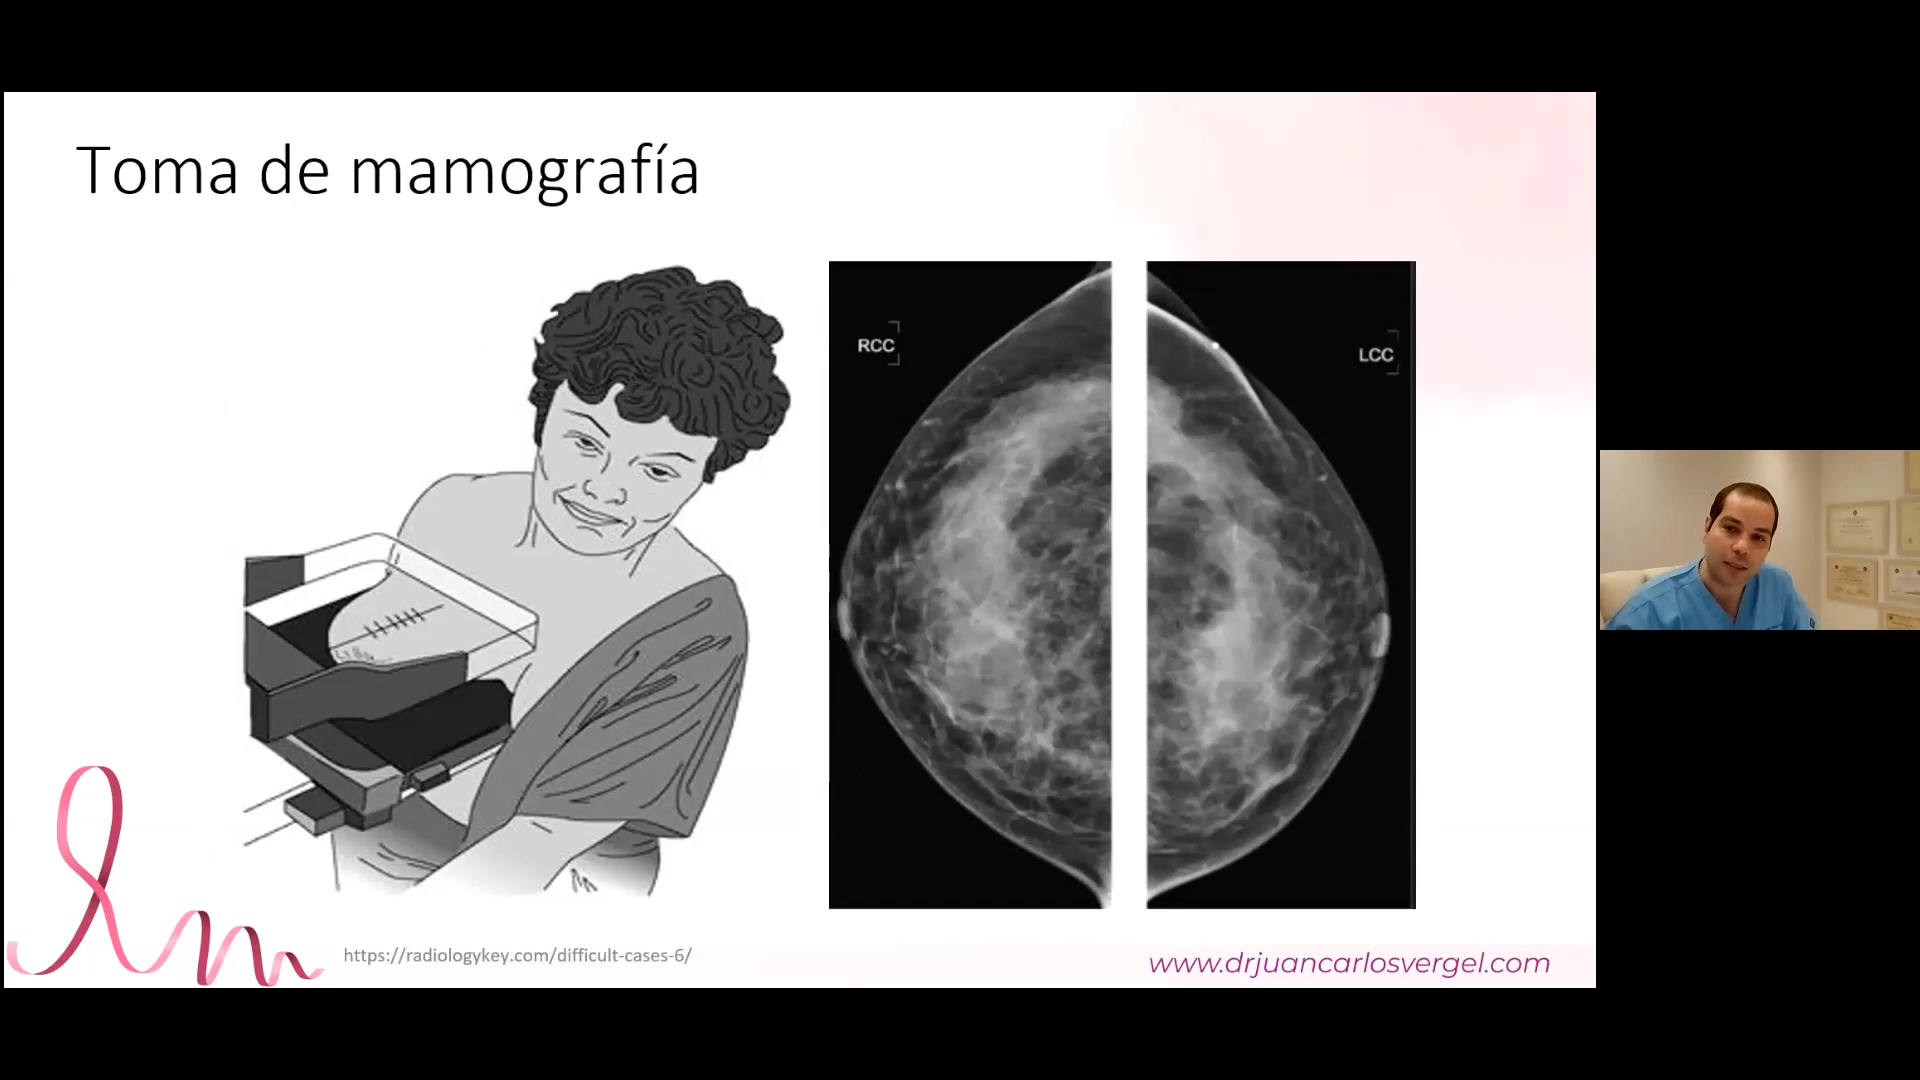 Toma de mamografía
RCC
LCC
https://radiologykey.com/difficult-cases-6/
www.drjuancarlosvergel.com